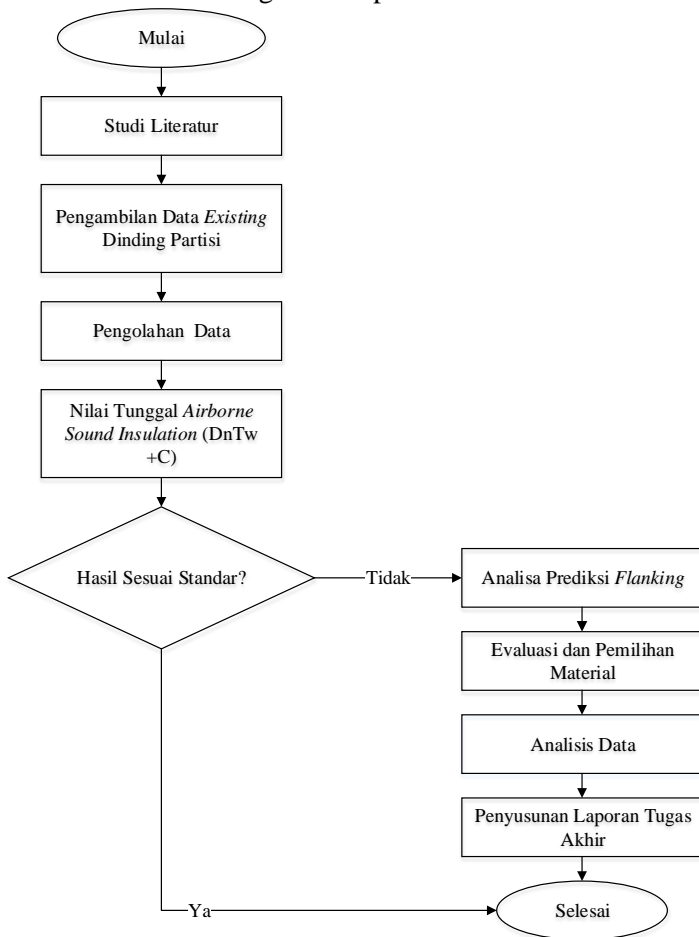 Mulai
Studi Literatur
Pengambilan Data Existing
Dinding Partisi
Pengolahan Data
Nilai Tunggal Airborne
Sound Insulation (DnTw
+C)
Hasil Sesuai Standar?
Tidak
Analisa Prediksi Flanking
Evaluasi dan Pemilihan
Material
Analisis Data
Penyusunan Laporan Tugas
Akhir
Ya
Selesai